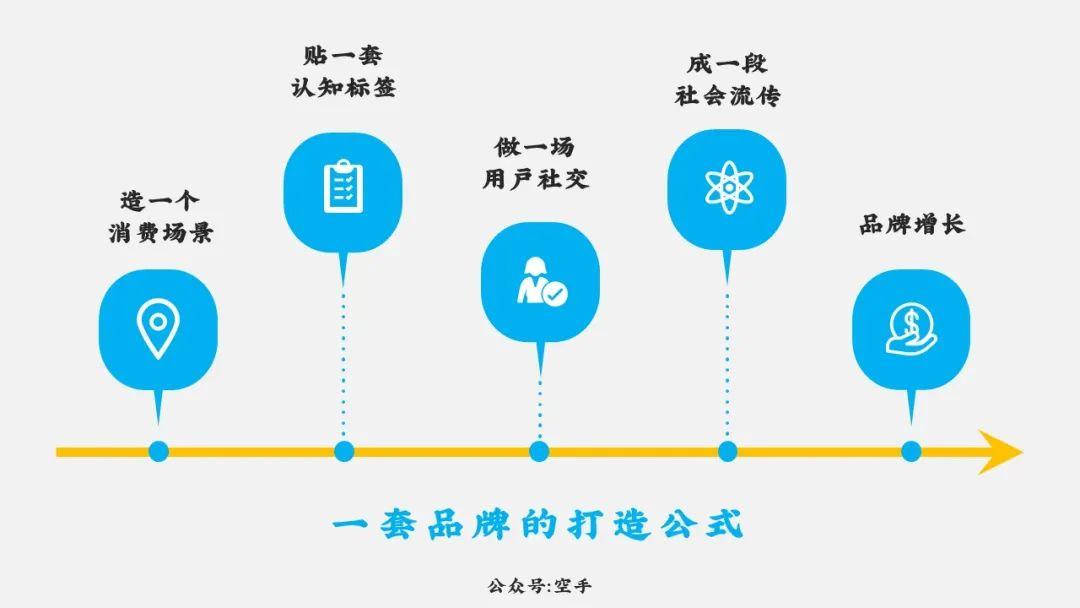 造一个
消费场景
贴一套
认知标签
做一场
用户社交
成一段
社会流传
品牌增长
一套品牌的打造公式
公众号:空手